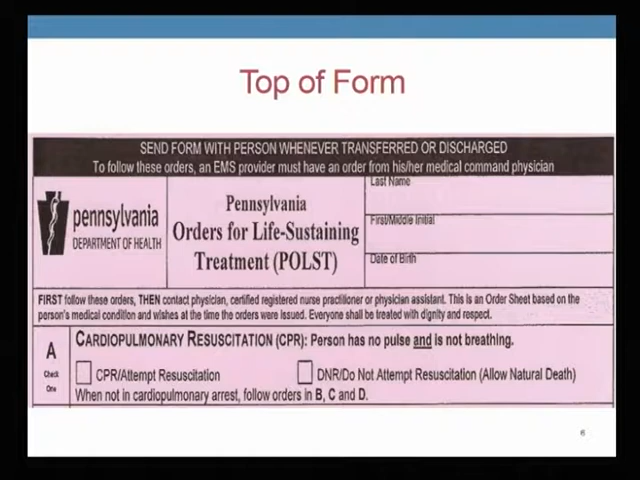 Top of Form
SEND FORM WITH PERSON WHENEVER TRANSFERRED OR DISCHARGED
To follow these orders, an EMS provider must have an order from his/her medical command physician
pennsylvania
DEPARTMENT OF HEALTH
Pennsylvania
Orders for Life-Sustaining
Treatment (POLST)
Last Name
First/Middle Initial
Date of Birth
FIRST follow these orders, THEN contact physician, certified registered nurse practitioner or physician assistant. This is an Order Sheet based on the
person's medical condition and wishes at the time the orders were issued. Everyone shall be treated with dignity and respect.
A
Check
One
CARDIOPULMONARY RESUSCITATION (CPR): Person has no pulse and is not breathing.
CPR/Attempt Resuscitation
DNR/Do Not Attempt Resuscitation (Allow Natural Death)
When not in cardiopulmonary arrest, follow orders in B, C and D.
6